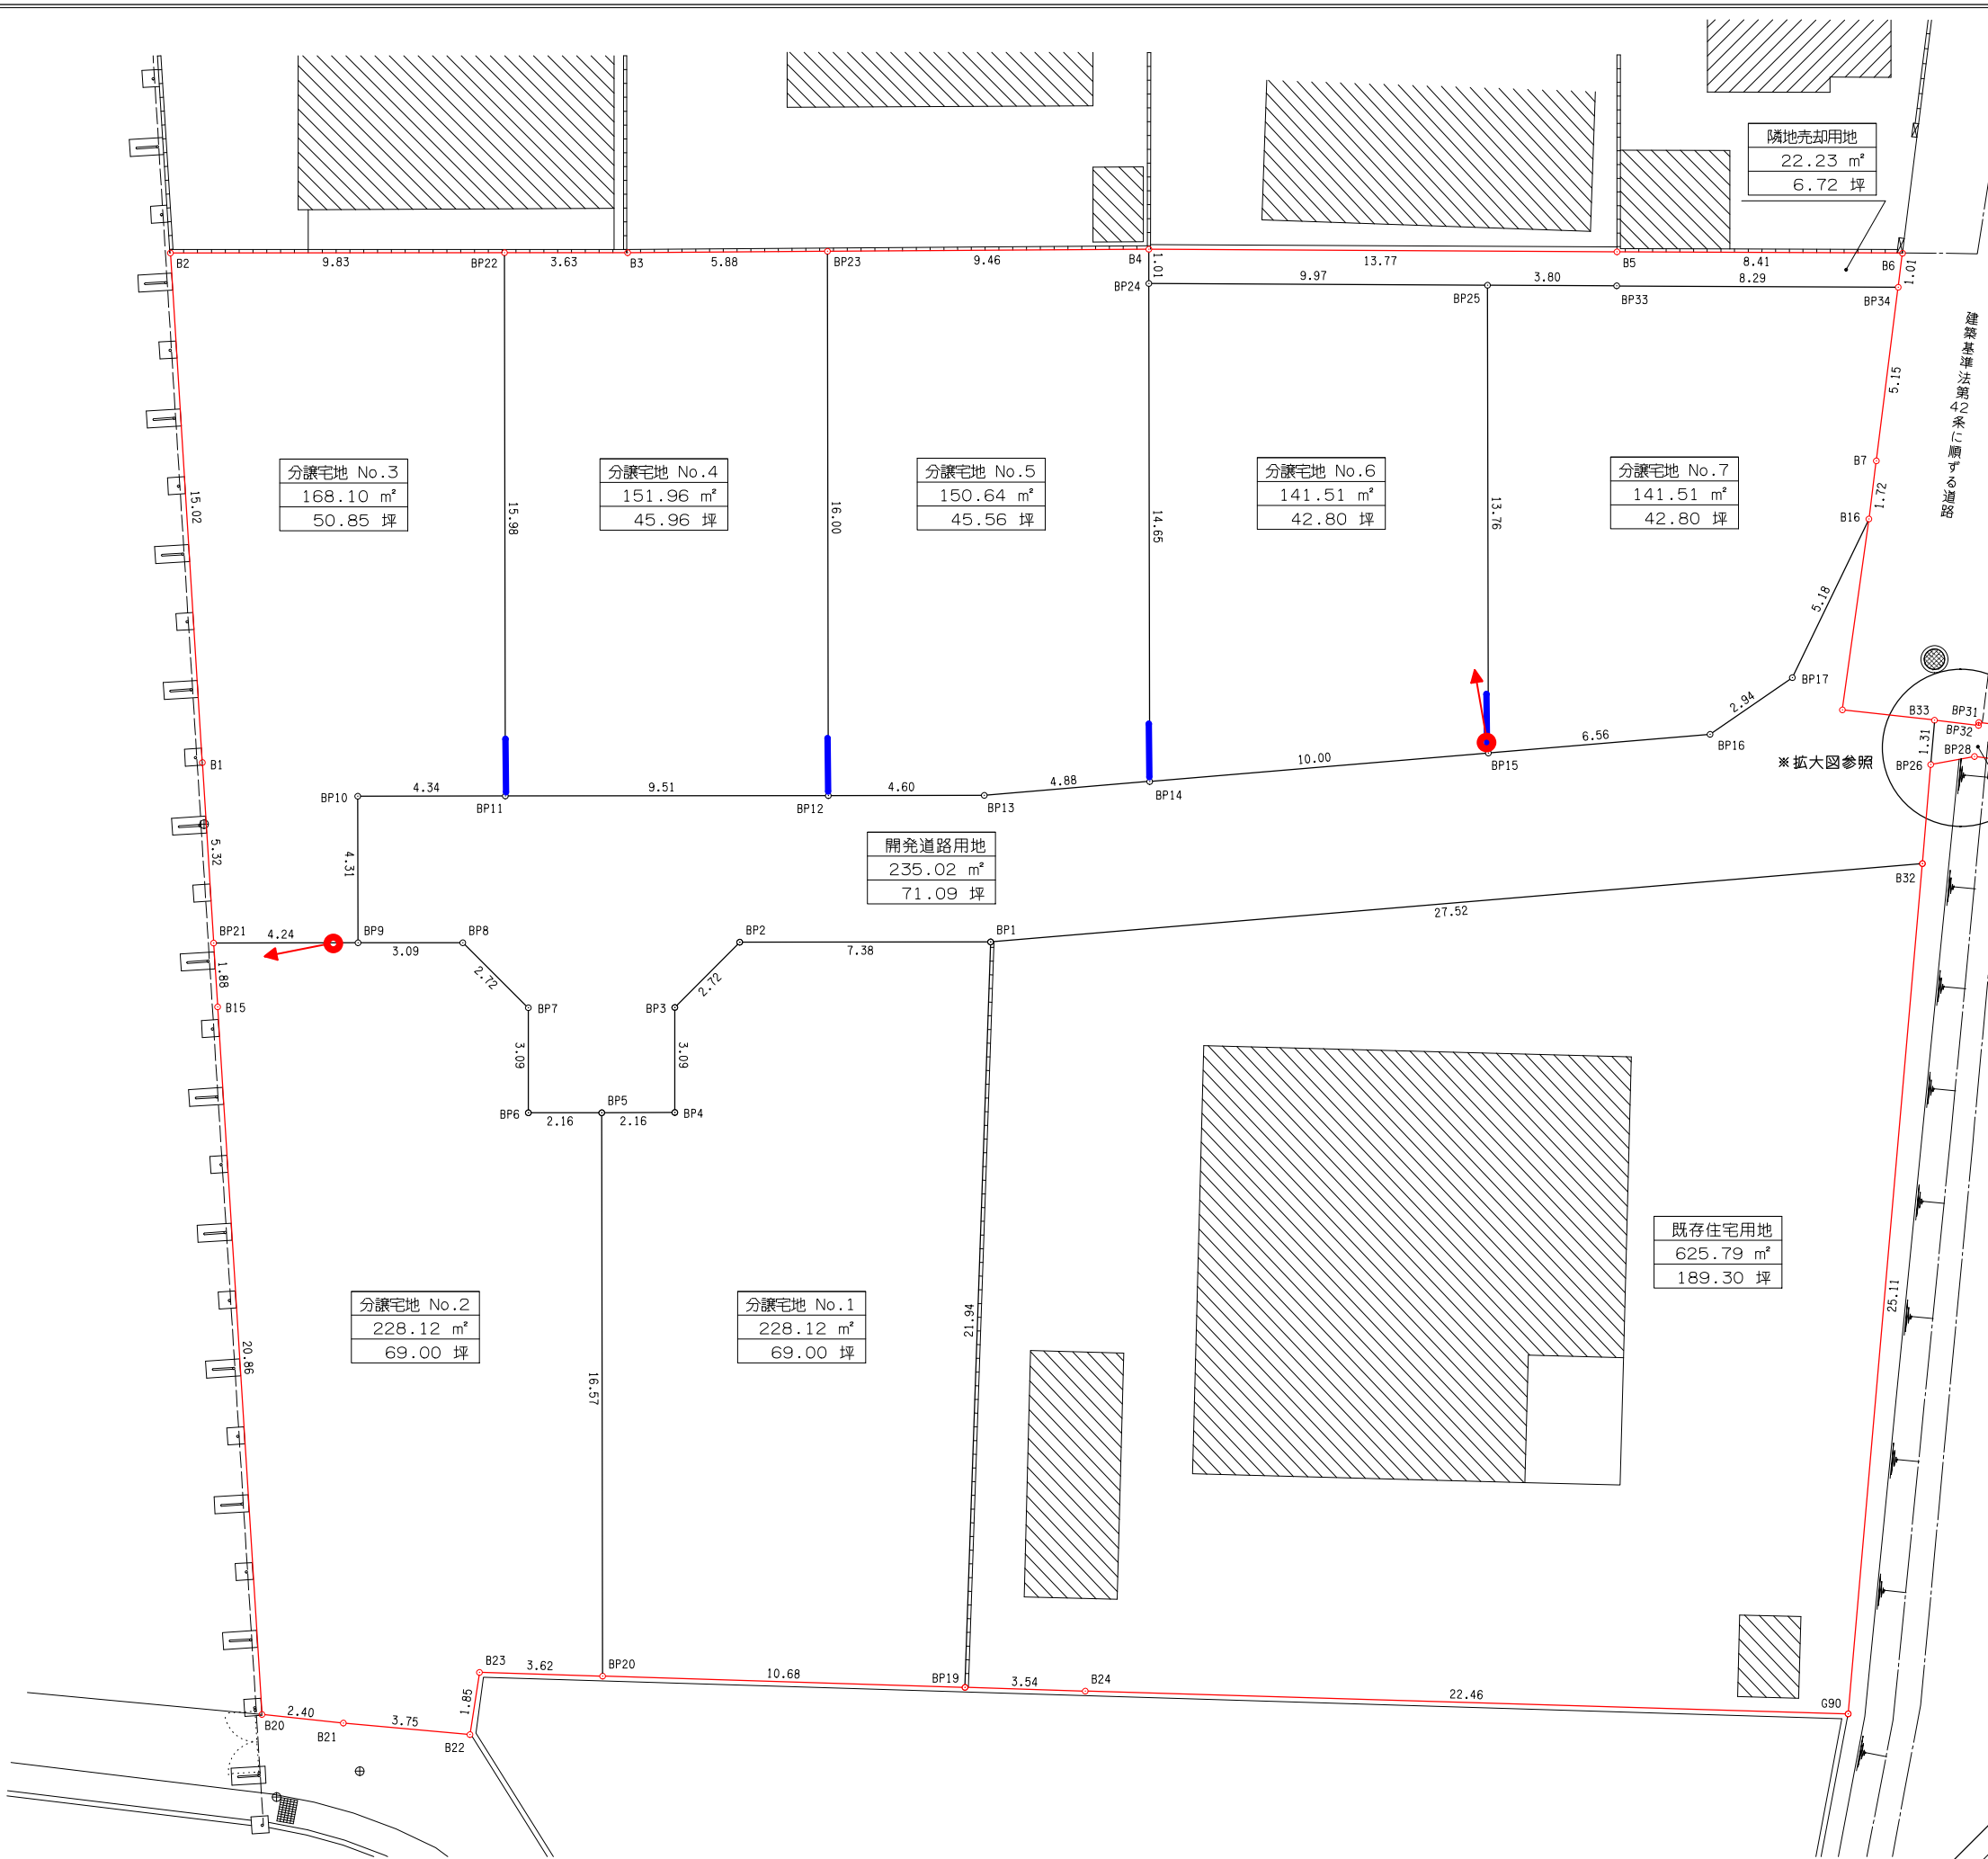 隣地売却用地
22.23 ㎡
6.72 坪
B2
9.83
BP22
3.63
B3
5.88
BP23
9.46
B4
1.01
13.77
B5
8.41
B6
1.01
BP24
9.97
BP25
3.80
BP33
8.29
BP34
建築基準法第42条に順ずる道路
5.15
B7
1.72
B16
分譲宅地 No.3
168.10 ㎡
50.85 坪
分譲宅地 No.4
151.96 ㎡
45.96 坪
分譲宅地 No.5
150.64 ㎡
45.56 坪
分譲宅地 No.6
141.51 ㎡
42.80 坪
分譲宅地 No.7
141.51 ㎡
42.80 坪
15.02
15.98
16.00
14.65
13.76
5.18
BP17
2.94
BP16
6.56
BP15
10.00
BP14
4.88
BP13
4.60
BP12
9.51
BP11
4.34
BP10
B1
B33
BP31
BP32
1.31
BP28
BP26
※拡大図参照
5.32
4.31
開発道路用地
235.02 ㎡
71.09 坪
B32
27.52
BP21
4.24
BP9
3.09
BP8
BP2
7.38
BP1
1.88
B15
2.72
BP7
BP3
2.72
3.09
3.09
BP6
2.16
BP5
2.16
BP4
既存住宅用地
625.79 ㎡
189.30 坪
分譲宅地 No.2
228.12 ㎡
69.00 坪
分譲宅地 No.1
228.12 ㎡
69.00 坪
20.86
16.57
21.94
25.11
B23
3.62
BP20
10.68
BP19
3.54
B24
22.46
G90
1.85
B20
2.40
B21
3.75
B22